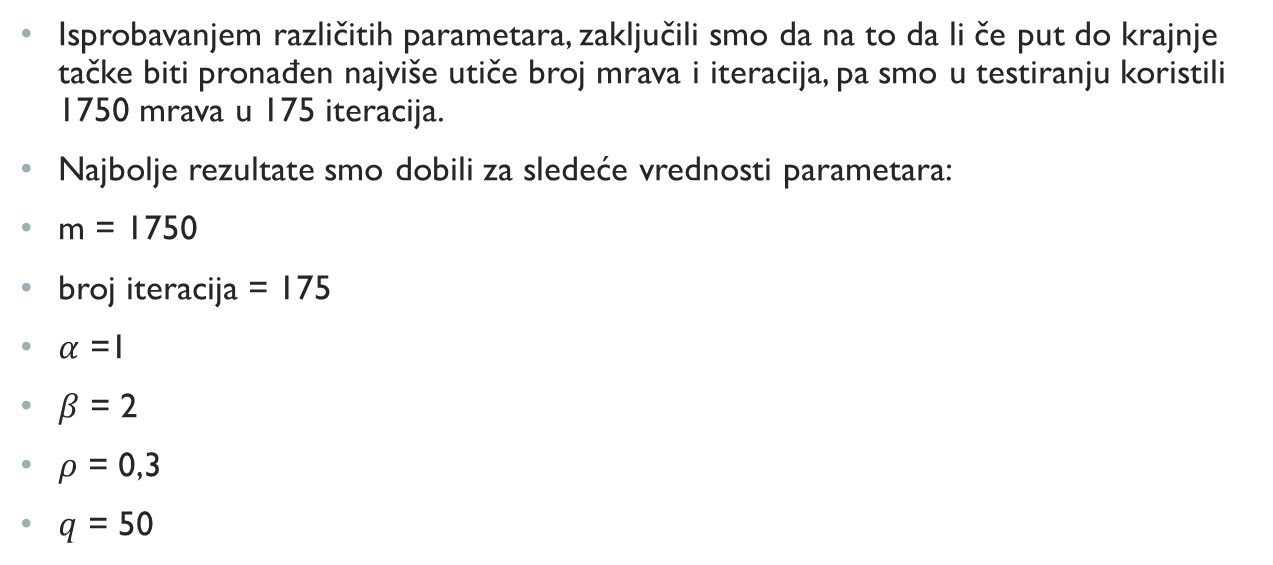 • Isprobavanjem različitih parametara, zaključili smo da na to da li če put do krajnje
tačke biti pronađen najviše utiče broj mrava i iteracija, pa smo u testiranju koristili
1750 mrava u 175 iteracija.
• Najbolje rezultate smo dobili za sledeće vrednosti parametara:
• m = 1750
• broj iteracija = 175
• 𝛼 =1
• 𝛽 = 2
• 𝜌 = 0,3
• 𝑞 = 50